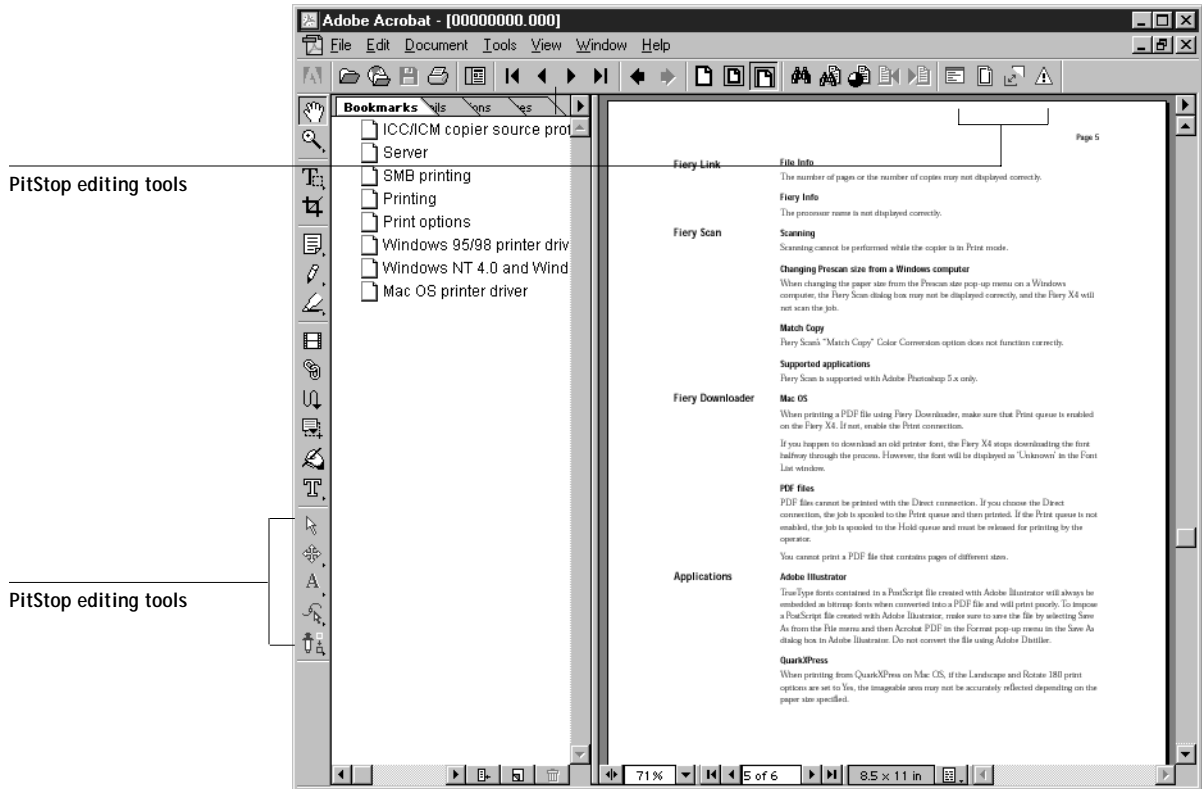 Adobe Acrobat - [00000000.000]
File Edit Document Tools View Window Help
Bookmarks
ICC/ICM copier source prof
Server
SMB printing
Printing
Print options
Windows 95/98 printer driv
Windows NT 4.0 and Wind
Mac OS printer driver
PitStop editing tools
PitStop editing tools
Page 5
Fiery Link
File Info
The number of pages or the number of copies may not displayed correctly.
Fiery Info
The processor name is not displayed correctly.
Fiery Scan
Scanning
Scanning cannot be performed while the copier is in Print mode.
Changing Prescan size from a Windows computer
When changing the paper size from the Prescan size pop-up menu on a Windows
computer, the Fiery Scan dialog box may not be displayed correctly, and the Fiery X4 will
not scan the job.
Match Copy
Fiery Scan's "Match Copy" Color Conversion option does not function correctly.
Supported applications
Fiery Scan is supported with Adobe Photoshop 5.x only.
Fiery Downloader
Mac OS
When printing a PDF file using Fiery Downloader, make sure that Print queue is enabled
on the Fiery X4. If not, enable the Print connection.
If you happen to download an old printer font, the Fiery X4 stops downloading the font
halfway through the process. However, the font will be displayed as 'Unknown' in the Font
List window.
PDF files
PDF files cannot be printed with the Direct connection. If you choose the Direct
connection, the job is spooled to the Print queue and then printed. If the Print queue is not
enabled, the job is spooled to the Hold queue and must be released for printing by the
operator.
You cannot print a PDF file that contains pages of different sizes.
Applications
Adobe Illustrator
TrueType fonts contained in a PostScript file created with Adobe Illustrator will always be
embedded as bitmap fonts when converted into a PDF file and will print poorly. To impose
a PostScript file created with Adobe Illustrator, make sure to save the file by selecting Save
As from the File menu and then Acrobat PDF in the Format pop-up menu in the Save As
dialog box in Adobe Illustrator. Do not convert the file using Adobe Distiller.
QuarkXPress
When printing from QuarkXPress on Mac OS, if the Landscape and Rotate 180 print
options are set to Yes, the imageable area may not be accurately reflected depending on the
paper size specified.
71% 5 of 6 8.5 x 11 in